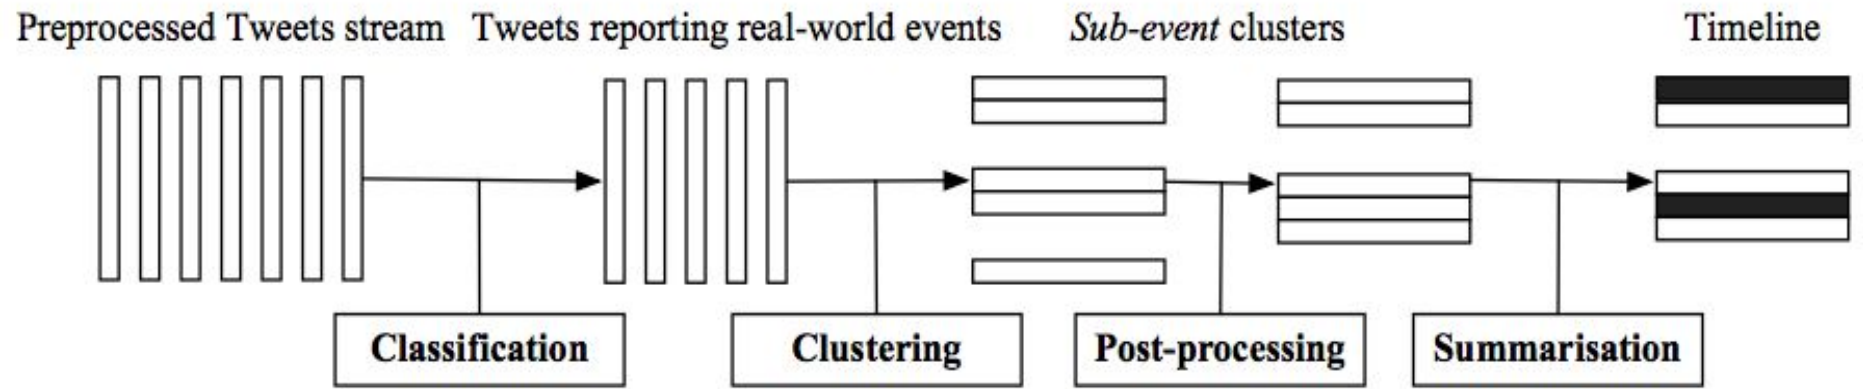 Preprocessed Tweets stream
Tweets reporting real-world events
Sub-event clusters
Timeline
Classification
Clustering
Post-processing
Summarisation